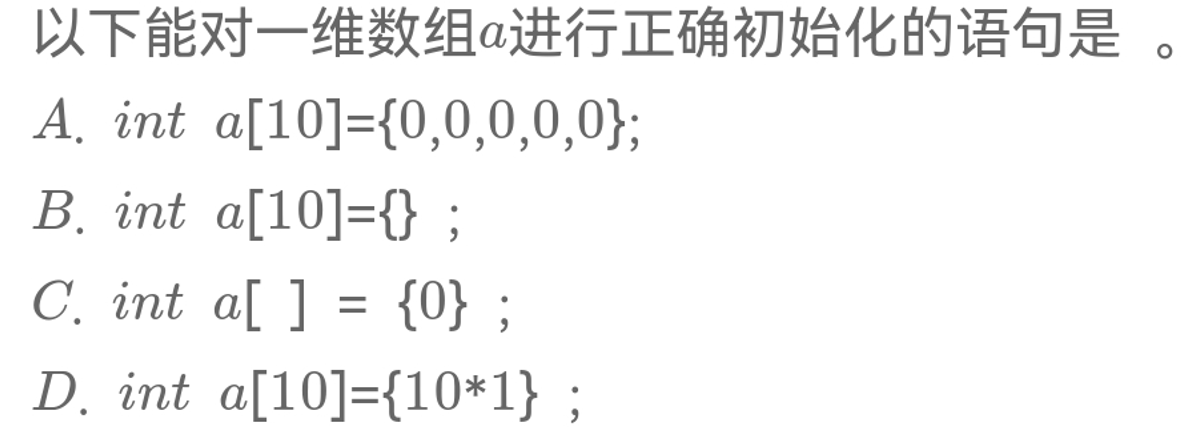 以下能对一维数组a进行正确初始化的语句是 。
A. int a[10]={0,0,0,0,0};
B. int a[10]={} ;
C. int a[ ] = {0} ;
D. int a[10]={10*1} ;